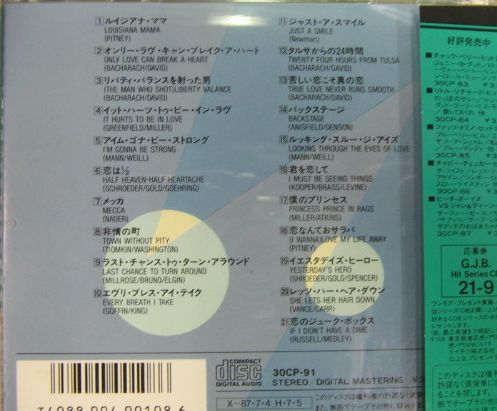 1 ルイジアナ・ママ
LOUISIANA MAMA
(PITNEY)
2 オンリー・ラヴ・キャン・ブレイク・ア・ハート
ONLY LOVE CAN BREAK A HEART
(BACHARACH/DAVID)
3 リバティ・バランスを射った男
(THE MAN WHO SHOT) LIBERTY VALANCE
(BACHARACH/DAVID)
4 イット・ハーツ・トゥ・ビー・イン・ラヴ
IT HURTS TO BE IN LOVE
(GREENFIELD/MILLER)
5 アイム・ゴナ・ビー・ストロング
I'M GONNA BE STRONG
(MANN/WEILL)
6 恋は½
HALF HEAVEN-HALF HEARTACHE
(SCHROEDER/GOLD/GOEHRING)
7 メッカ
MECCA
(NADER)
8 非情の町
TOWN WITHOUT PITY
(TIOMKIN/WASHINGTON)
9 ラスト・チャンス・トゥ・ターン・アラウンド
LAST CHANCE TO TURN AROUND
(MILLROSE/BRUNO/ELGIN)
10 エヴリ・ブレス・アイ・テイク
EVERY BREATH I TAKE
(GOFFIN/KING)
11 ジャスト・ア・スマイル
JUST A SMILE
(Newman)
12 タルサからの24時間
TWENTY FOUR HOURS FROM TULSA
(BACHARACH/DAVID)
13 苦しい恋こそ真の恋
TRUE LOVE NEVER RUNS SMOOTH
(BACHARACH/DAVID)
14 バックステージ
BACKSTAGE
(ANISFIELD/DENSON)
15 ルッキング・スルー・ジ・アイズ
LOOKING THROUGH THE EYES OF LOVE
(MANN/WEILL)
16 君を恋して
I MUST BE SEEING THINGS
(KOOPER/BRASS/LEVINE)
17 僕のプリンセス
PRINCESS PRINCE IN RAGS
(MILLER/ATKINS)
18 恋なんておサラバ
(I WANNA) LOVE MY LIFE AWAY
(PITNEY)
19 イエスタデイズ・ヒーロー
YESTERDAY'S HERO
(SCHROEDER/GOLD/SPENCER)
20 レッツ・ハー・ヘア・ダウン
SHE LETS HER HAIR DOWN
(VANCE/CARR)
21 恋のジューク・ボックス
IF I DIDN'T HAVE A DIME
(RUSSELL/MEDLEY)
COMPACT
disc
DIGITAL AUDIO
30CP-91
STEREO/DIGITAL MASTERING
X-87・7・4 H・7・5
好評発売中
30CP-83
30CP-84
30CP-85
30CP-86
30CP-87
応募券
G.J.B.
Hit Series CD
21-9